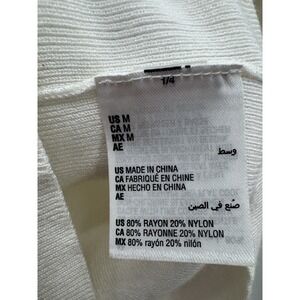 1/4
US M
CA M
MX M
AE وسط
US MADE IN CHINA
CA FABRIQUÉ EN CHINE
MX HECHO EN CHINA
AE
صُنع في الصين
US 80% RAYON 20% NYLON
CA 80% RAYONNE 20% NYLON
MX 80% rayón 20% nilón